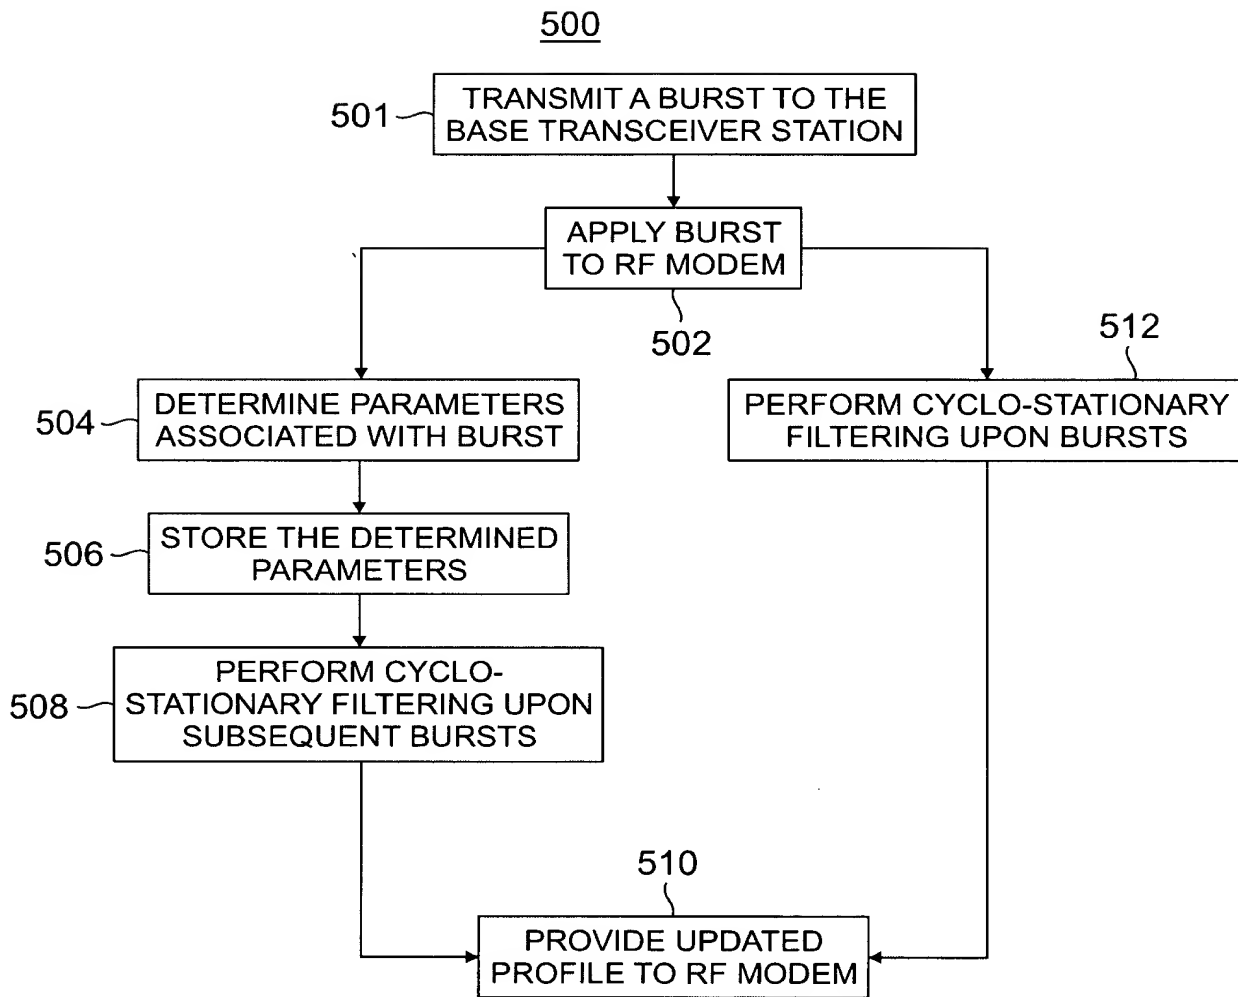 500
501
TRANSMIT A BURST TO THE
BASE TRANSCEIVER STATION
APPLY BURST
TO RF MODEM
502
512
504
DETERMINE PARAMETERS
ASSOCIATED WITH BURST
PERFORM CYCLO-STATIONARY
FILTERING UPON BURSTS
506
STORE THE DETERMINED
PARAMETERS
508
PERFORM CYCLO-
STATIONARY FILTERING UPON
SUBSEQUENT BURSTS
510
PROVIDE UPDATED
PROFILE TO RF MODEM